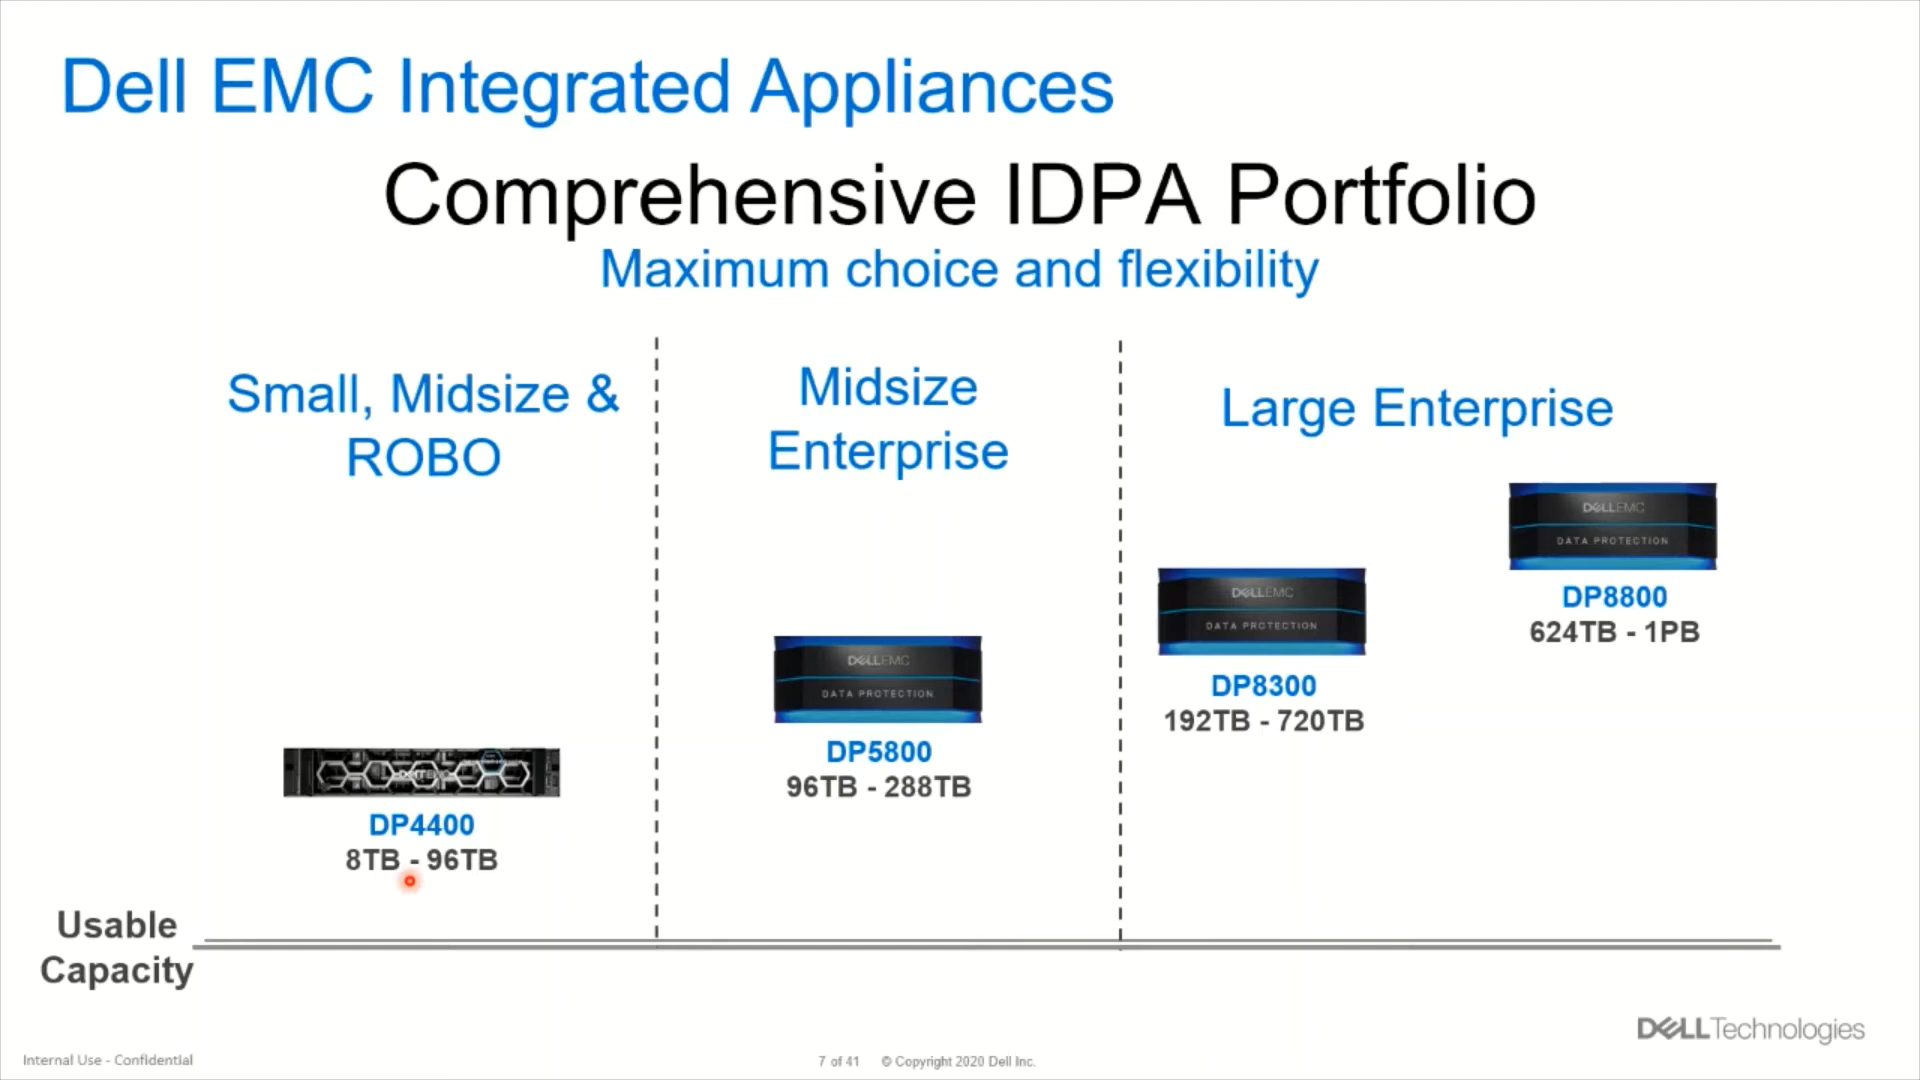 Dell EMC Integrated Appliances
Comprehensive IDPA Portfolio
Maximum choice and flexibility
Small, Midsize &
ROBO
Midsize
Enterprise
Large Enterprise
DELLEMC
DATA PROTECTION
DP8800
624TB - 1PB
DELLEMC
DATA PROTECTION
DP8300
192TB - 720TB
DELLEMC
DATA PROTECTION
DP5800
96TB - 288TB
DELLEMC
DP4400
8TB - 96TB
Usable
Capacity
DELLTechnologies
Internal Use - Confidential
7 of 41
© Copyright 2020 Dell Inc.